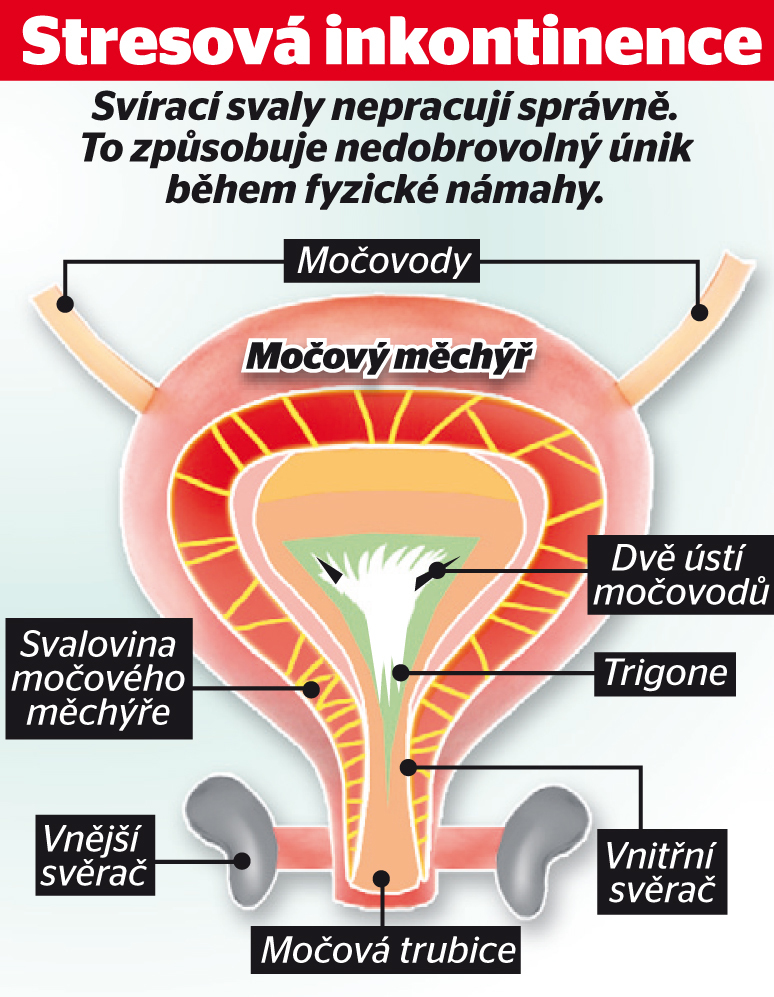 Stresová inkontinence
Svírací svaly nepracují správně.
To způsobuje nedobrovolný únik
během fyzické námahy.
Močovody
Močový měchýř
Dvě ústí
močovodů
Svalovina
močového
měchýře
Trigone
Vnější
svěrač
Vnitřní
svěrač
Močová trubice